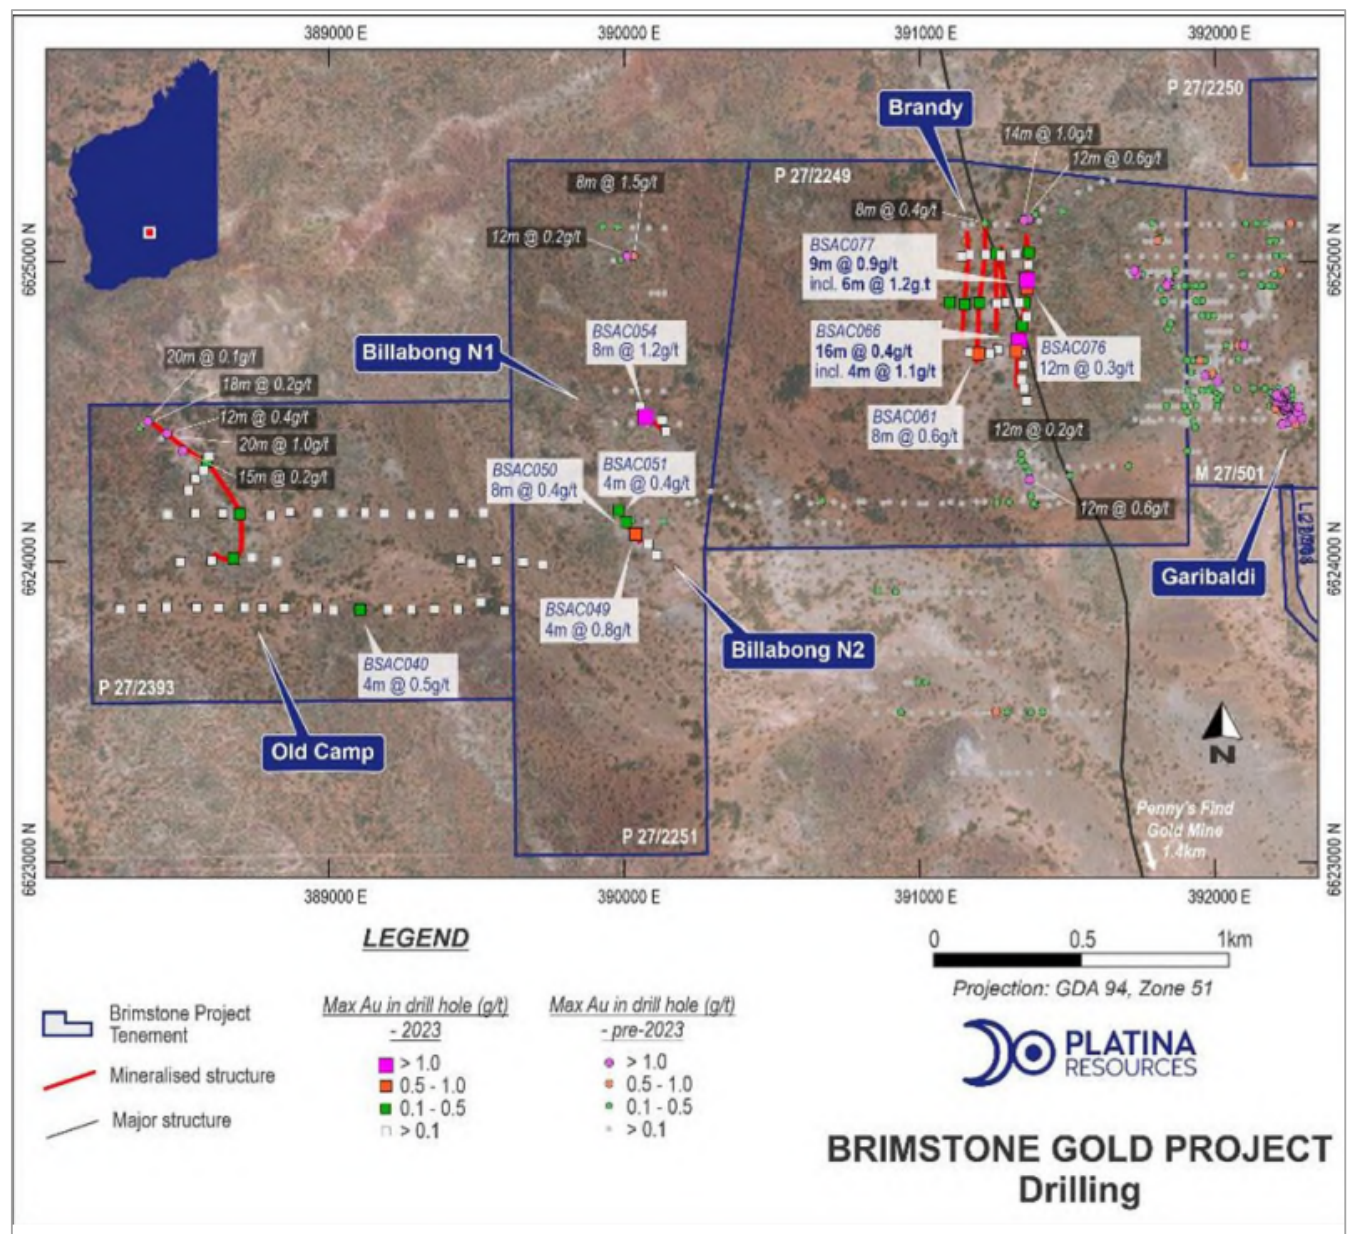 389000 E
390000 E
391000 E
392000 E
P 27/2250
Brandy
14m @ 1.0g/t
12m @ 0.6g/t
P 27/2249
8m @ 1.5g/t
8m @ 0.4g/t
12m @ 0.2g/t
6625000 N
6625000 N
BSAC077
9m @ 0.9g/t
incl. 6m @ 1.2g.t
BSAC054
8m @ 1.2g/t
BSAC066
16m @ 0.4g/t
incl. 4m @ 1.1g/t
BSAC076
12m @ 0.3g/t
Billabong N1
20m @ 0.1g/t
18m @ 0.2g/t
12m @ 0.4g/t
20m @ 1.0g/t
15m @ 0.2g/t
BSAC061
8m @ 0.6g/t
12m @ 0.2g/t
BSAC050
8m @ 0.4g/t
BSAC051
4m @ 0.4g/t
M 27/501
12m @ 0.6g/t
6624000 N
6624000 N
Garibaldi
BSAC049
4m @ 0.8g/t
Billabong N2
BSAC040
4m @ 0.5g/t
P 27/2393
Old Camp
N
Penny's Find
Gold Mine
1.4km
P 27/2251
6623000 N
6623000 N
389000 E
390000 E
391000 E
392000 E
LEGEND
0 0.5 1km
Projection: GDA 94, Zone 51
Brimstone Project
Tenement
Mineralised structure
Major structure
Max Au in drill hole (g/t)
- 2023
> 1.0
0.5 - 1.0
0.1 - 0.5
> 0.1
Max Au in drill hole (g/t)
- pre-2023
> 1.0
0.5 - 1.0
0.1 - 0.5
> 0.1
PLATINA
RESOURCES
BRIMSTONE GOLD PROJECT
Drilling